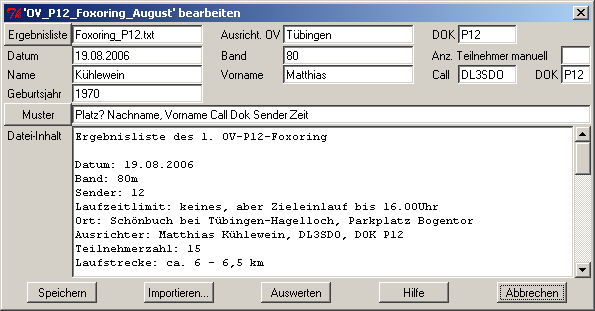 'OV_P12_Foxoring_August' bearbeiten
Ergebnisliste Foxoring_P12.txt Ausricht. OV Tübingen DOK P12
Datum 19.08.2006 Band 80 Anz. Teilnehmer manuell
Name Kühlewein Vorname Matthias Call DL3SDO DOK P12
Geburtsjahr 1970
Muster Platz? Nachname, Vorname Call Dok Sender Zeit
Datei-Inhalt Ergebnisliste des 1. OV-P12-Foxoring
Datum: 19.08.2006
Band: 80m
Sender: 12
Laufzeitlimit: keines, aber Zieleinlauf bis 16.00Uhr
Ort: Schönbuch bei Tübingen-Hagelloch, Parkplatz Bogentor
Ausrichter: Matthias Kühlewein, DL3SDO, DOK P12
Teilnehmerzahl: 15
Laufstrecke: ca. 6 - 6,5 km
Speichern Importieren... Auswerten Hilfe Abbrechen